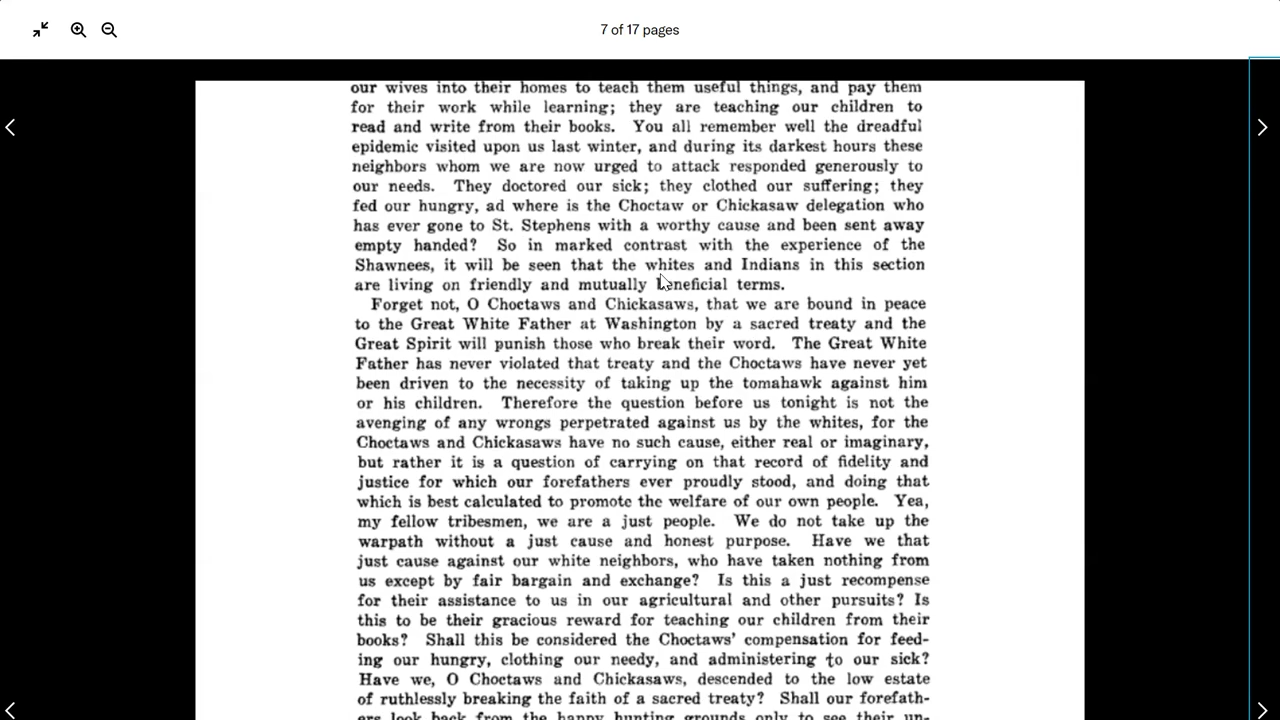 7 of 17 pages
our wives into their homes to teach them useful things, and pay them
for their work while learning; they are teaching our children to
read and write from their books. You all remember well the dreadful
epidemic visited upon us last winter, and during its darkest hours these
neighbors whom we are now urged to attack responded generously to
our needs. They doctored our sick; they clothed our suffering; they
fed our hungry, ad where is the Choctaw or Chickasaw delegation who
has ever gone to St. Stephens with a worthy cause and been sent away
empty handed? So in marked contrast with the experience of the
Shawnees, it will be seen that the whites and Indians in this section
are living on friendly and mutually beneficial terms.
Forget not, O Choctaws and Chickasaws, that we are bound in peace
to the Great White Father at Washington by a sacred treaty and the
Great Spirit will punish those who break their word. The Great White
Father has never violated that treaty and the Choctaws have never yet
been driven to the necessity of taking up the tomahawk against him
or his children. Therefore the question before us tonight is not the
avenging of any wrongs perpetrated against us by the whites, for the
Choctaws and Chickasaws have no such cause, either real or imaginary,
but rather it is a question of carrying on that record of fidelity and
justice for which our forefathers ever proudly stood, and doing that
which is best calculated to promote the welfare of our own people. Yea,
my fellow tribesmen, we are a just people. We do not take up the
warpath without a just cause and honest purpose. Have we that
just cause against our white neighbors, who have taken nothing from
us except by fair bargain and exchange? Is this a just recompense
for their assistance to us in our agricultural and other pursuits? Is
this to be their gracious reward for teaching our children from their
books? Shall this be considered the Choctaws' compensation for feed-
ing our hungry, clothing our needy, and administering to our sick?
Have we, O Choctaws and Chickasaws, descended to the low estate
of ruthlessly breaking the faith of a sacred treaty? Shall our forefath-
ers look back from the happy hunting grounds only to see their un-